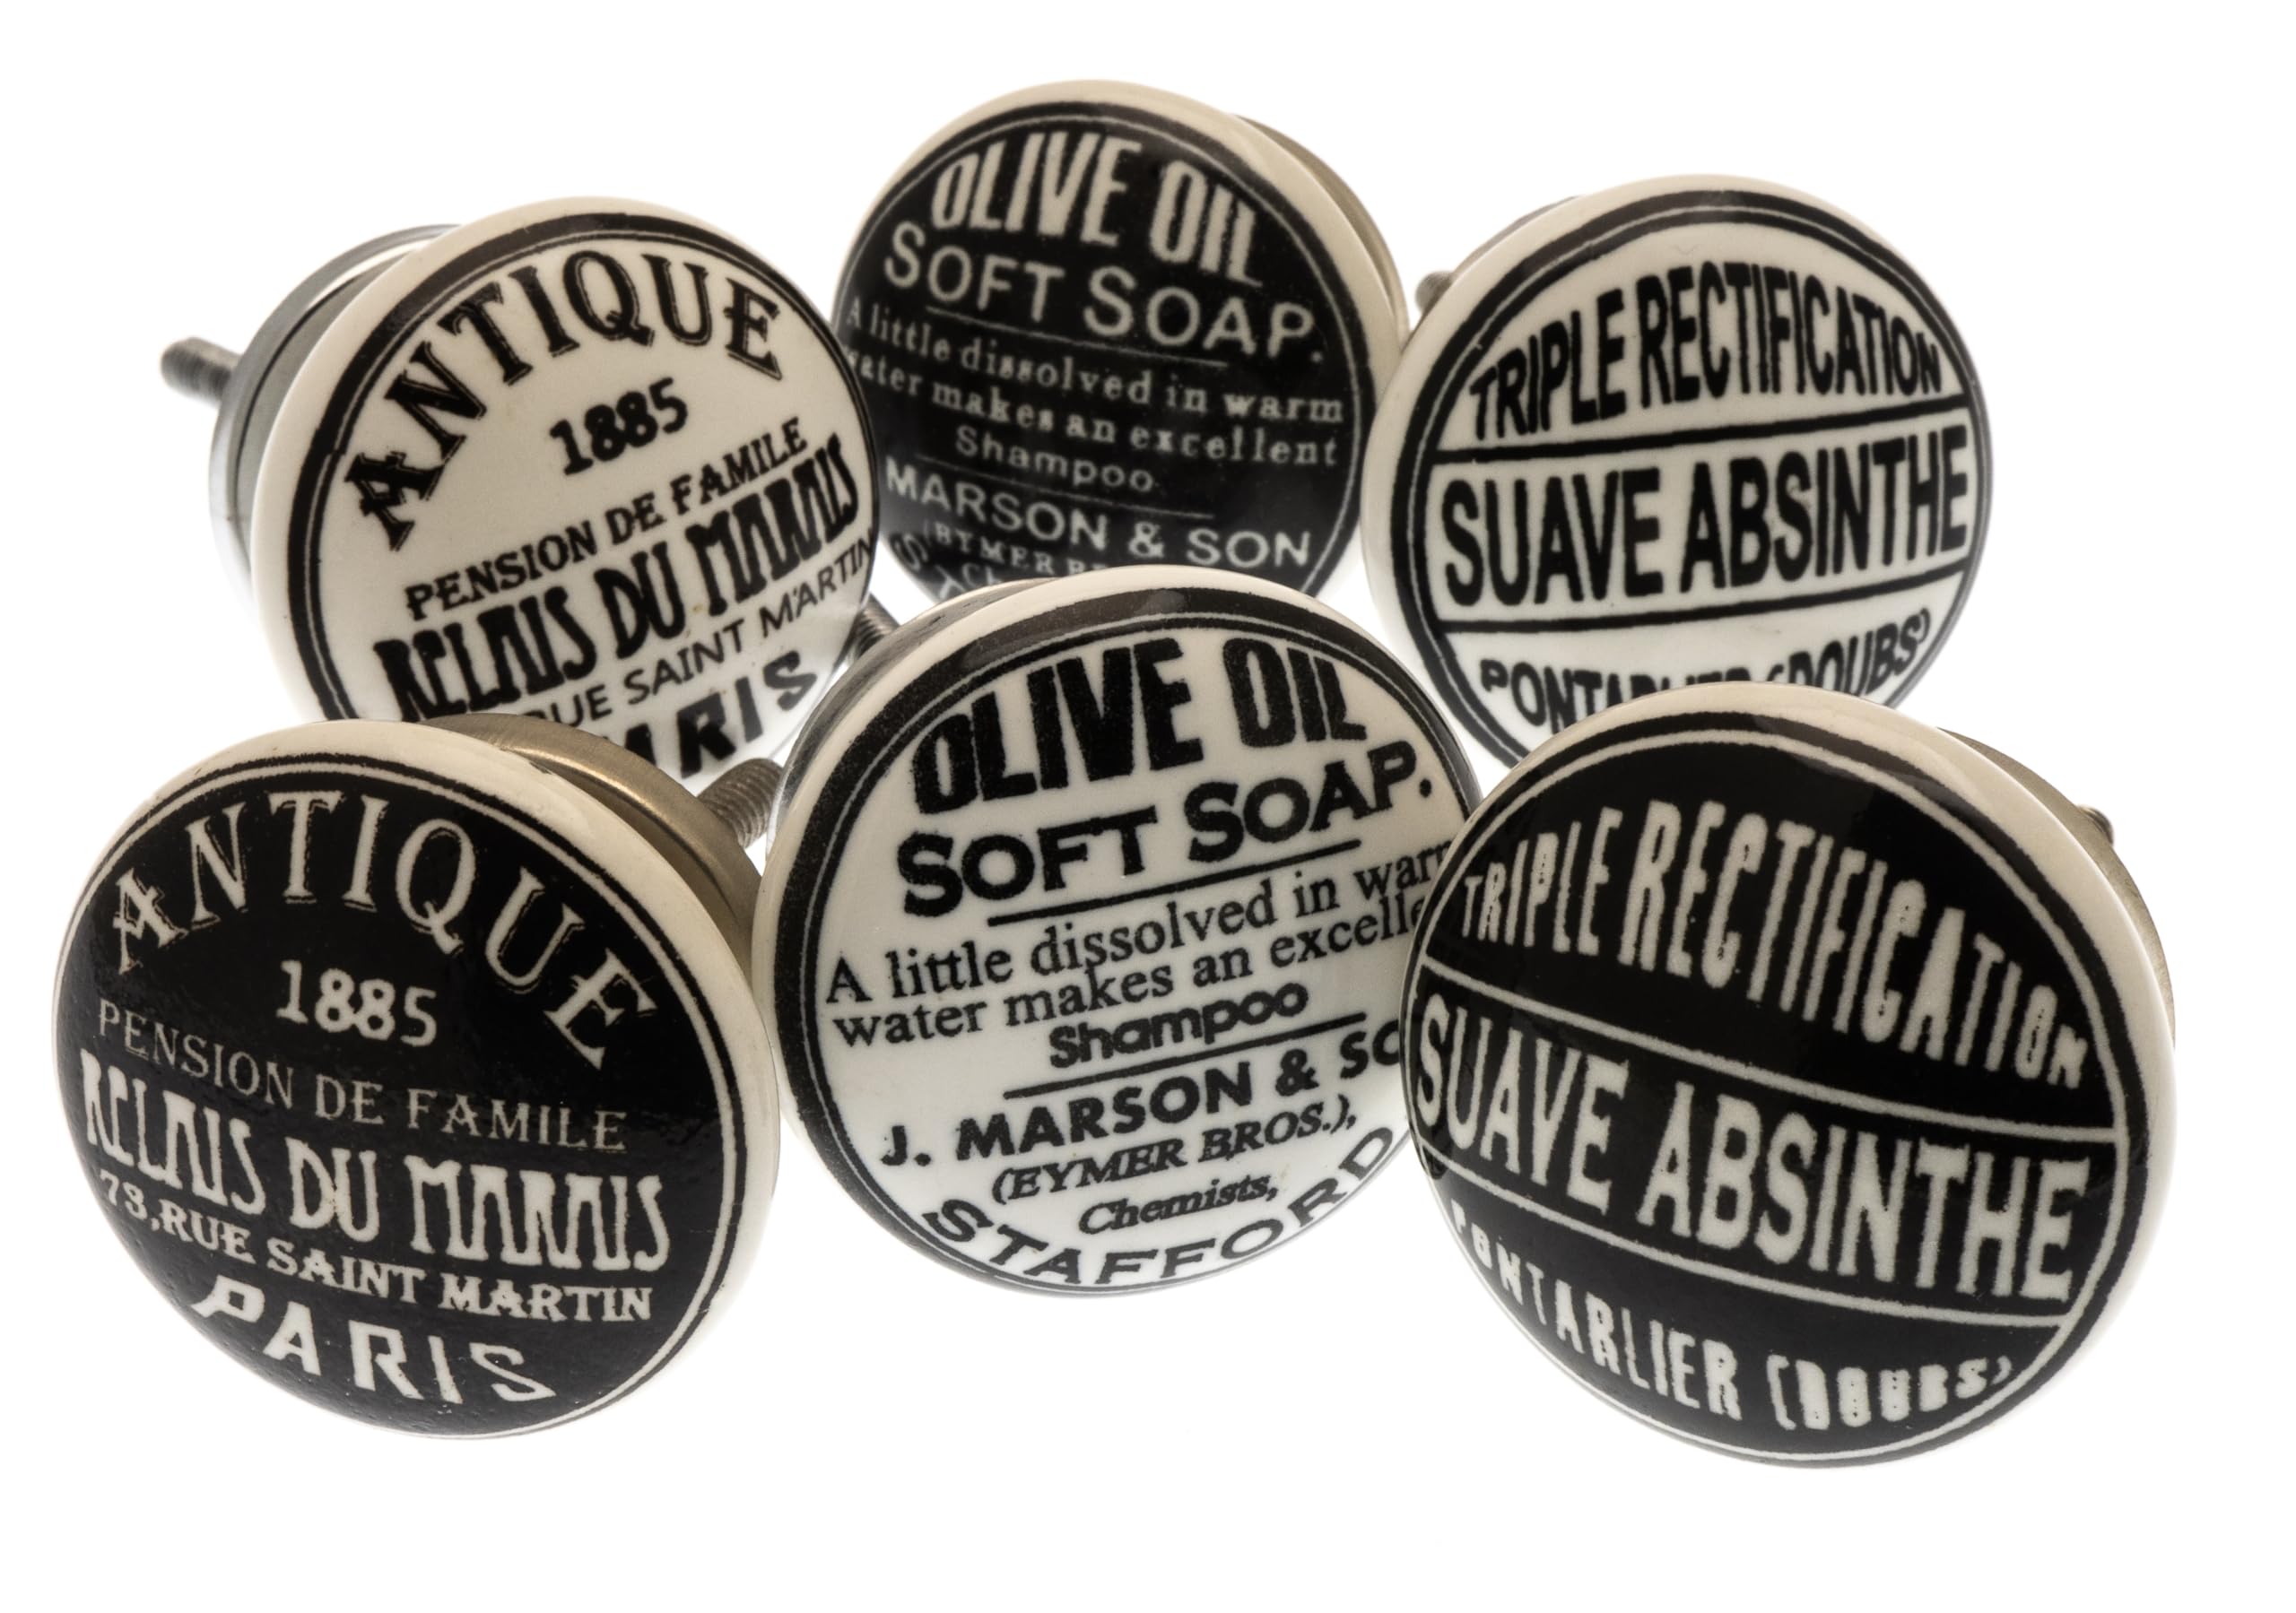 ANTIQUE
1885
PENSION DE FAMILE
RELAIS DU MARAIS
RUE SAINT MARTIN
PARIS
OLIVE OIL
SOFT SOAP.
A little dissolved in warm
water makes an excellent
Shampoo
MARSON & SON
TRIPLE RECTIFICATION
SUAVE ABSINTHE
PONTARLIER (DOUBS)
ANTIQUE
1885
PENSION DE FAMILE
RELAIS DU MARAIS
73, RUE SAINT MARTIN
PARIS
OLIVE OIL
SOFT SOAP.
A little dissolved in warm
water makes an excelle
Shampoo
J. MARSON & SO
(EYMER BROS.),
Chemists,
STAFFORD
TRIPLE RECTIFICATION
SUAVE ABSINTHE
PONTARLIER (DOUBS)